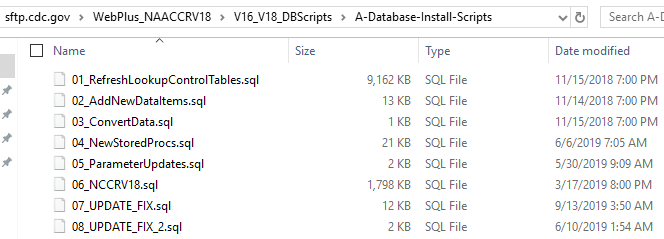 sftp.cdc.gov > WebPlus_NAACCRV18 > V16_V18_DBScripts > A-Database-Install-Scripts Search A-D
Name Size Type Date modified
01_RefreshLookupControlTables.sql 9,162 KB SQL File 11/15/2018 7:00 PM
02_AddNewDataItems.sql 13 KB SQL File 11/14/2018 7:00 PM
03_ConvertData.sql 1 KB SQL File 11/15/2018 7:00 PM
04_NewStoredProcs.sql 21 KB SQL File 6/6/2019 7:05 AM
05_ParameterUpdates.sql 2 KB SQL File 5/30/2019 9:09 AM
06_NCCRV18.sql 1,798 KB SQL File 3/17/2019 8:00 PM
07_UPDATE_FIX.sql 12 KB SQL File 9/13/2019 3:50 AM
08_UPDATE_FIX_2.sql 2 KB SQL File 6/10/2019 1:54 AM